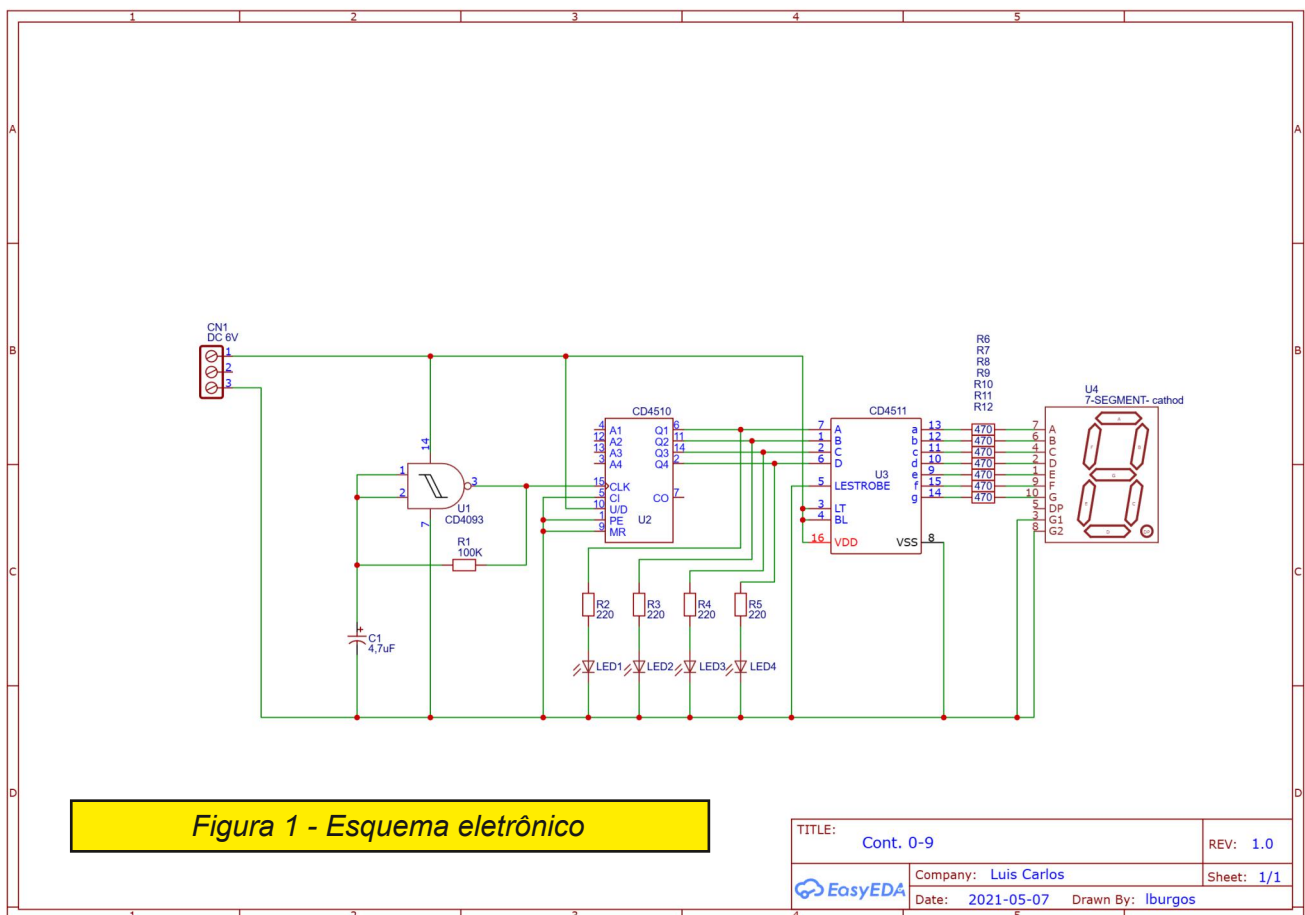 1 2 3 4 5
A A
B B
C C
D D
CN1
DC 6V
1
2
3
14
1
2
3
7
U1
CD4093
R1
100K
C1
4,7uF
CD4510
4 A1 Q1 6
12 A2 Q2 11
13 A3 Q3 14
3 A4 Q4 2
15 CLK
5 CI CO 7
10 U/D
1 PE U2
9 MR
R2
220
R3
220
R4
220
R5
220
LED1
LED2
LED3
LED4
CD4511
7 A a 13
1 B b 12
2 C c 11
6 D d 10
U3 e 9
5 LESTROBE f 15
g 14
3 LT
4 BL
16 VDD VSS 8
R6
R7
R8
R9
R10
R11
R12
470
470
470
470
470
470
470
U4
7-SEGMENT- cathod
7 A
6 B
4 C
2 D
1 E
9 F
10 G
5 DP
3 G1
8 G2
Figura 1 - Esquema eletrônico
TITLE:
Cont. 0-9
REV: 1.0
EasyEDA
Company: Luis Carlos
Sheet: 1/1
Date: 2021-05-07 Drawn By: lburgos
1 2 3 4 5